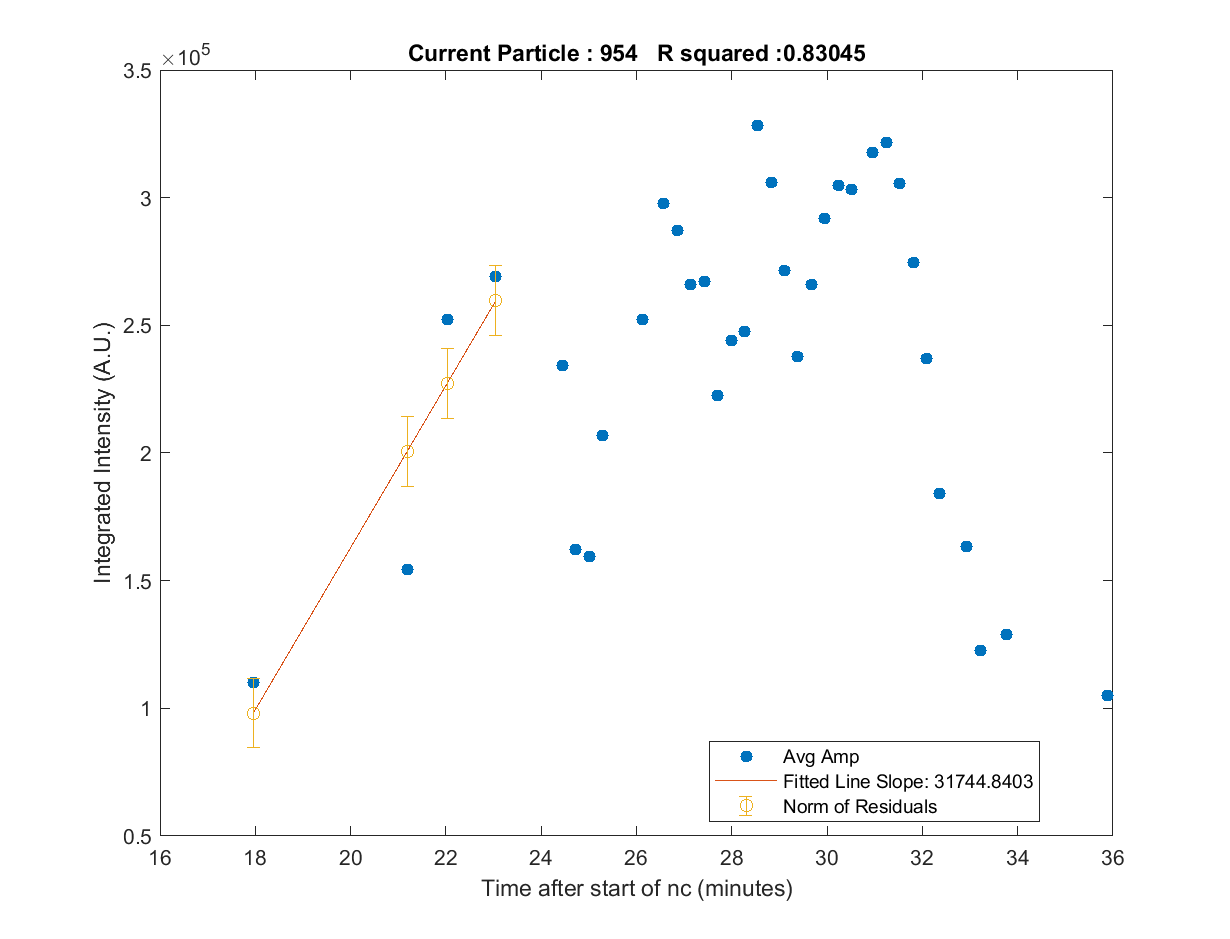 Current Particle : 954   R squared :0.83045
×10^5
3.5
3
2.5
2
1.5
1
0.5
Integrated Intensity (A.U.)
16 18 20 22 24 26 28 30 32 34 36
Time after start of nc (minutes)
Avg Amp
Fitted Line Slope: 31744.8403
Norm of Residuals